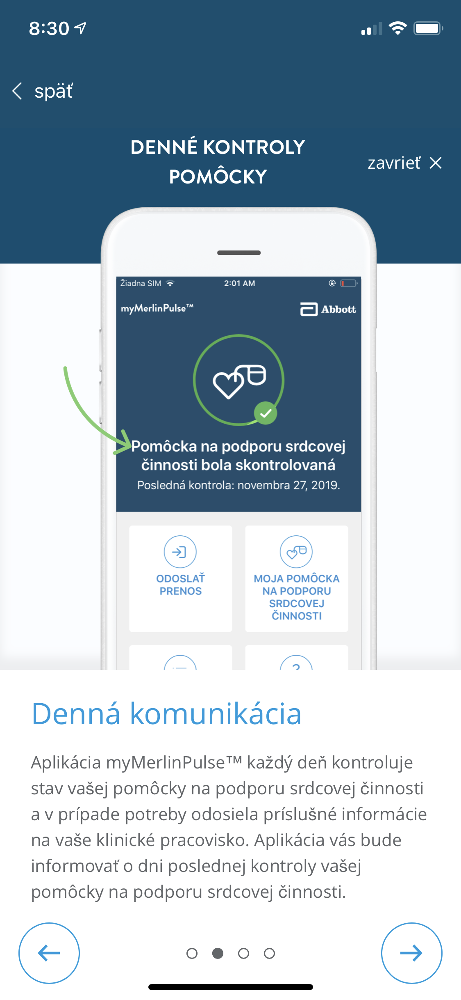 8:30
späť
DENNÉ KONTROLY
POMÔCKY
zavrieť
Žiadna SIM
2:01 AM
myMerlinPulse™
Abbott
Pomôcka na podporu srdcovej
činnosti bola skontrolovaná
Posledná kontrola: novembra 27, 2019.
ODOSLAŤ
PRENOS
MOJA POMÔCKA
NA PODPORU
SRDCOVEJ
ČINNOSTI
?
Denná komunikácia
Aplikácia myMerlinPulse™ každý deň kontroluje
stav vašej pomôcky na podporu srdcovej činnosti
a v prípade potreby odosiela príslušné informácie
na vaše klinické pracovisko. Aplikácia vás bude
informovať o dni poslednej kontroly vašej
pomôcky na podporu srdcovej činnosti.